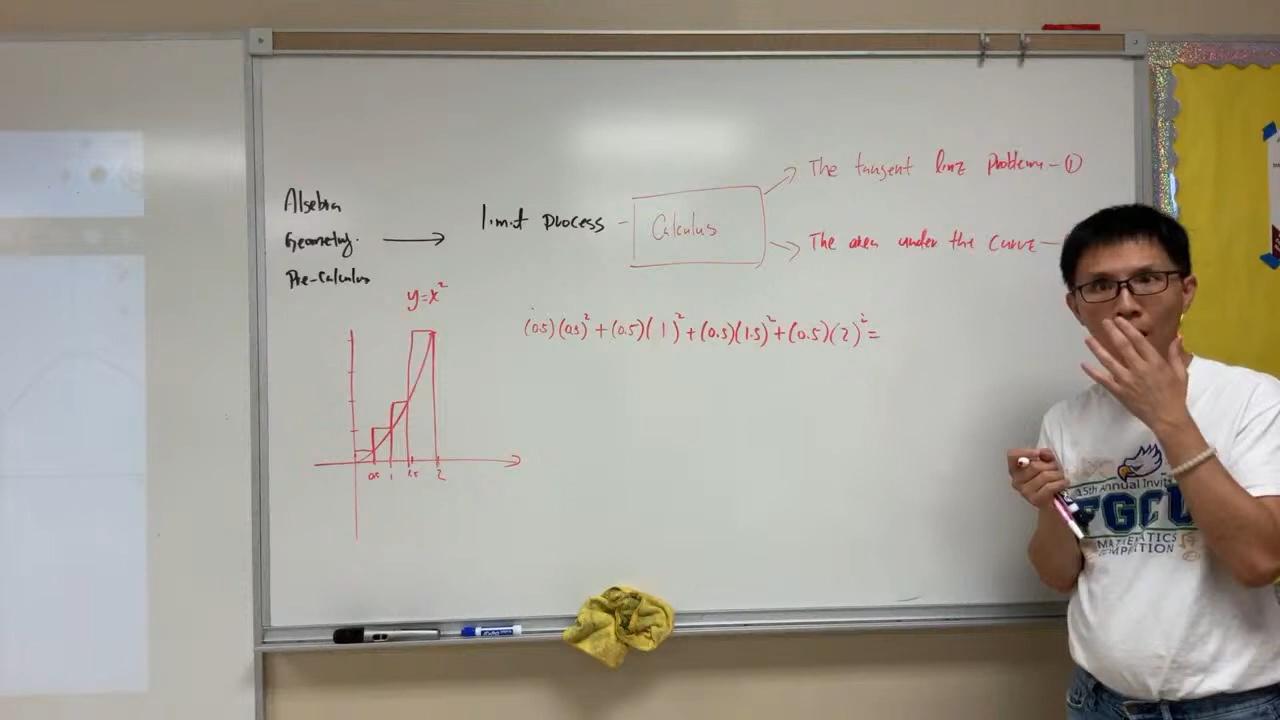 The tangent line problem - ①
Algebra
Geometry.
Pre-Calculus
limit process - Calculus
The area under the curve -
y=x²
(0.5)(0.5)² + (0.5)(1)² + (0.5)(1.5)² + (0.5)(2)² =
0.5 1 1.5 2
15th Annual Invit
FGCU
MATHEMATICS
COMPETITION